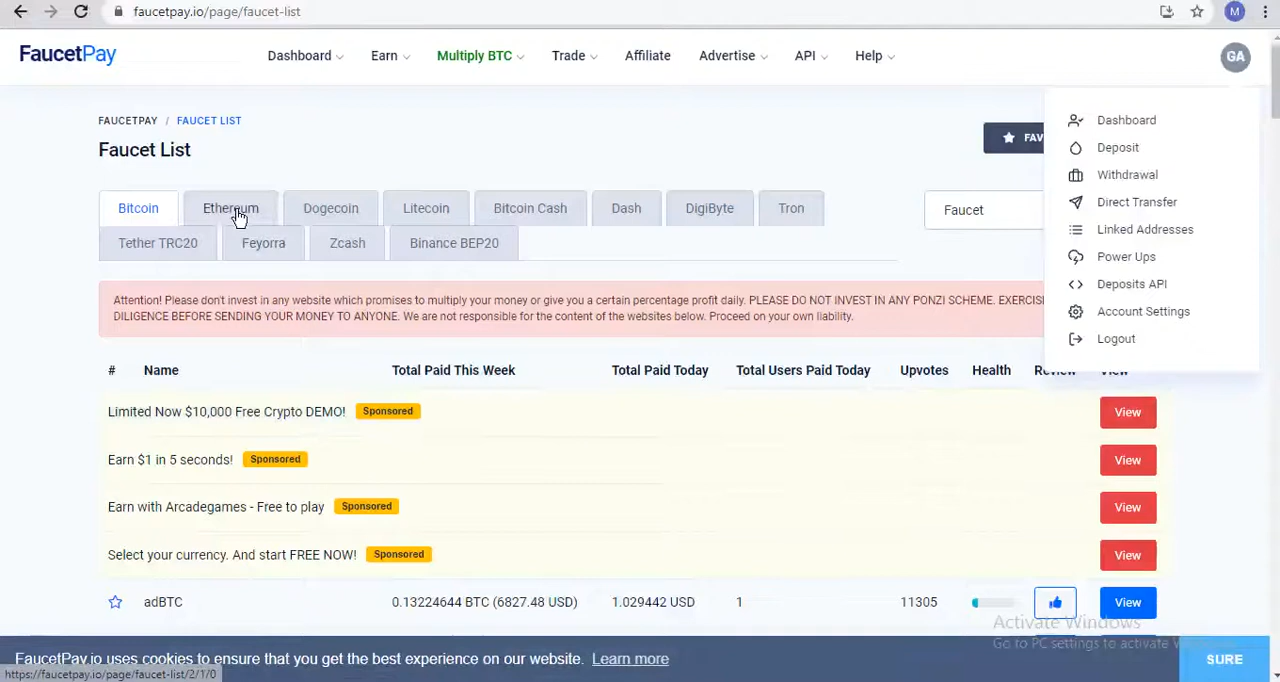 faucetpay.io/page/faucet-list
M
FaucetPay
Dashboard
Earn
Multiply BTC
Trade
Affiliate
Advertise
API
Help
GA
FAUCETPAY / FAUCET LIST
Faucet List
FAV
Dashboard
Deposit
Withdrawal
Direct Transfer
Linked Addresses
Power Ups
Deposits API
Account Settings
Logout
Bitcoin
Ethereum
Dogecoin
Litecoin
Bitcoin Cash
Dash
DigiByte
Tron
Faucet
Tether TRC20
Feyorra
Zcash
Binance BEP20
Attention! Please don't invest in any website which promises to multiply your money or give you a certain percentage profit daily. PLEASE DO NOT INVEST IN ANY PONZI SCHEME. EXERCIS
DILIGENCE BEFORE SENDING YOUR MONEY TO ANYONE. We are not responsible for the content of the websites below. Proceed on your own liability.
# Name Total Paid This Week Total Paid Today Total Users Paid Today Upvotes Health Review View
Limited Now $10,000 Free Crypto DEMO! Sponsored View
Earn $1 in 5 seconds! Sponsored View
Earn with Arcadegames - Free to play Sponsored View
Select your currency. And start FREE NOW! Sponsored View
adBTC 0.13224644 BTC (6827.48 USD) 1.029442 USD 1 11305 View
Activate Windows
Go to PC settings to activate W
FaucetPay.io uses cookies to ensure that you get the best experience on our website. Learn more
SURE
https://faucetpay.io/page/faucet-list/2/1/0